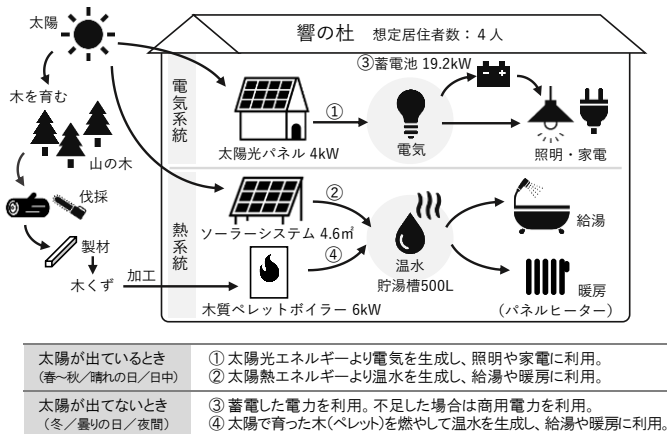 太陽
響の杜 想定居住者数：４人
③蓄電池 19.2kW
木を育む
電気系統
①
太陽光パネル 4kW
電気
照明・家電
山の木
伐採
②
ソーラーシステム 4.6㎡
給湯
熱系統
製材
④
温水
貯湯槽500L
木くず
加工
木質ペレットボイラー 6kW
暖房
（パネルヒーター）
太陽が出ているとき
（春〜秋／晴れの日／日中）
① 太陽光エネルギーより電気を生成し、照明や家電に利用。
② 太陽熱エネルギーより温水を生成し、給湯や暖房に利用。
太陽が出てないとき
（冬／曇りの日／夜間）
③ 蓄電した電力を利用。不足した場合は商用電力を利用。
④ 太陽で育った木（ペレット）を燃やして温水を生成し、給湯や暖房に利用。